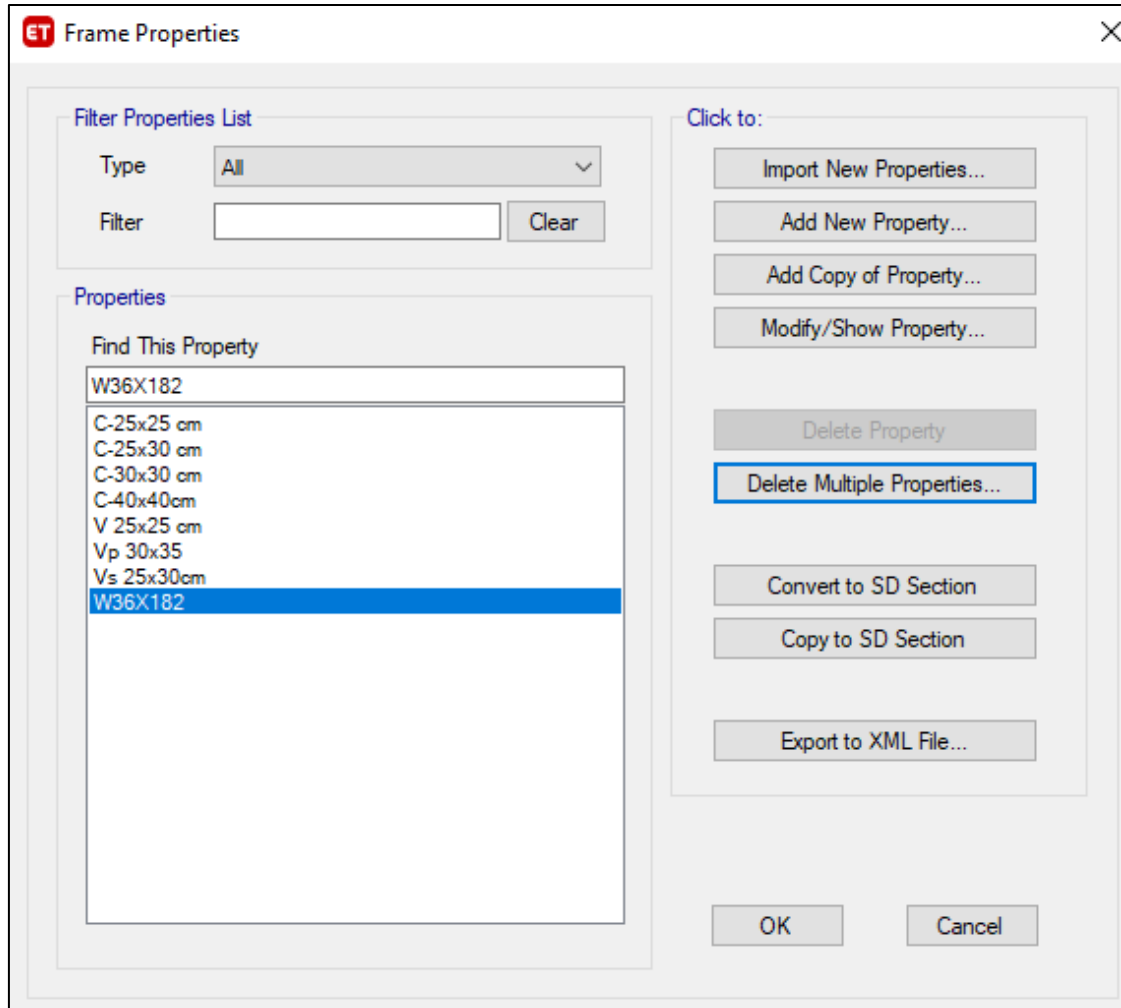 ET Frame Properties
Filter Properties List
Type All
Filter Clear
Properties
Find This Property
W36X182
C-25x25 cm
C-25x30 cm
C-30x30 cm
C-40x40cm
V 25x25 cm
Vp 30x35
Vs 25x30cm
W36X182
Click to:
Import New Properties...
Add New Property...
Add Copy of Property...
Modify/Show Property...
Delete Property
Delete Multiple Properties...
Convert to SD Section
Copy to SD Section
Export to XML File...
OK Cancel